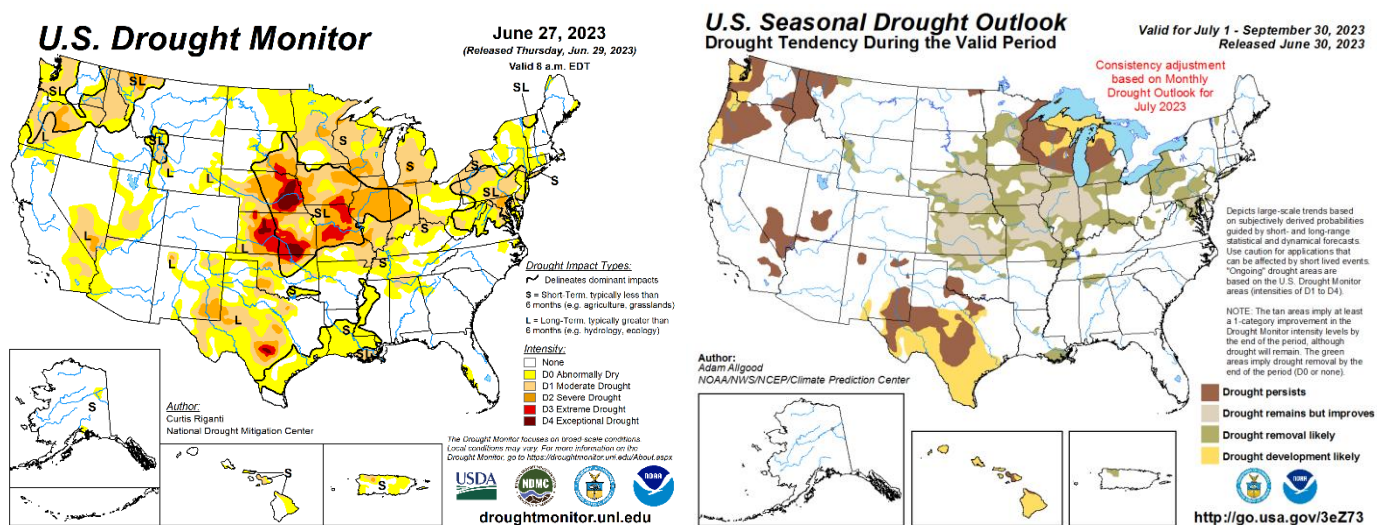 U.S. Drought Monitor
June 27, 2023
(Released Thursday, Jun. 29, 2023)
Valid 8 a.m. EDT
SL
SL
SL
L
SL
L
L
S
S
S
S
S
SL
SL
S
L
L
S
S
L
S
SL
Drought Impact Types:
Delineates dominant impacts
S = Short-Term, typically less than
6 months (e.g. agriculture, grasslands)
L = Long-Term, typically greater than
6 months (e.g. hydrology, ecology)
Intensity:
None
D0 Abnormally Dry
D1 Moderate Drought
D2 Severe Drought
D3 Extreme Drought
D4 Exceptional Drought
S
Author:
Curtis Riganti
National Drought Mitigation Center
S
S
The Drought Monitor focuses on broad-scale conditions.
Local conditions may vary. For more information on the
Drought Monitor, go to https://droughtmonitor.unl.edu/About.aspx
USDA
NDMC
NOAA
droughtmonitor.unl.edu
U.S. Seasonal Drought Outlook
Drought Tendency During the Valid Period
Valid for July 1 - September 30, 2023
Released June 30, 2023
Consistency adjustment
based on Monthly
Drought Outlook for
July 2023
Depicts large-scale trends based
on subjectively derived probabilities
guided by short- and long-range
statistical and dynamical forecasts.
Use caution for applications that
can be affected by short lived events.
"Ongoing" drought areas are
based on the U.S. Drought Monitor
areas (intensities of D1 to D4).
NOTE: The tan areas imply at least
a 1-category improvement in the
Drought Monitor intensity levels by
the end of the period, although
drought will remain. The green
areas imply drought removal by the
end of the period (D0 or none).
Author:
Adam Allgood
NOAA/NWS/NCEP/Climate Prediction Center
Drought persists
Drought remains but improves
Drought removal likely
Drought development likely
NOAA
http://go.usa.gov/3eZ73